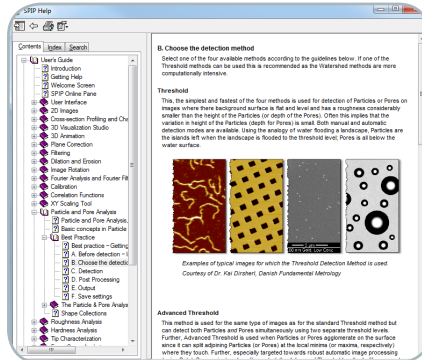 SPIP Help
Contents Index Search
User's Guide
Introduction
Getting Help
Welcome Screen
SPIP Online Pane
User Interface
2D Images
Cross-section Profiling and Cha
3D Visualization Studio
3D Animation
Plane Correction
Filtering
Dilation and Erosion
Image Rotation
Fourier Analysis and Fourier Filt
Calibration
Correlation Functions
XY Scaling Tool
Particle and Pore Analysis
Particle and Pore Analysis,
Basic concepts in Particle
Best Practice
Best practice – Getting
A. Before detection –
B. Choose the detectio
C. Detection
D. Post Processing
E. Output
F. Save settings
The Particle & Pore Analys
Shape Collections
Roughness Analysis
Hardness Analysis
Tip Characterization
B. Choose the detection method
Select one of the four available methods according to the guidelines below. If one of the
Threshold methods can be used this is recommended as the Watershed methods are more
computationally intensive.
Threshold
This, the simplest and fastest of the four methods is used for detection of Particles or Pores on
images where there background surface is flat and level and has a roughness considerably
smaller than the height of the Particles (or depth of the Pores). Often this implies that the
variation in height of the Particles (depth for Pores) is small. Both manual and automatic
detection modes are available. Using the analogy of water flooding a landscape, Particles are
the islands left when the landscape is flooded to the threshold level; Pores is all below the
water surface.
Examples of typical images for which the Threshold Detection Method is used.
Courtesy of Dr. Kai Dirsherl, Danish Fundamental Metrology
Advanced Threshold
This method is used for the same type of images as for the standard Threshold method but
can detect both Particles and Pores simultaneously using two separate threshold levels.
Further, Advanced Threshold is used when Particles or Pores agglomerate on the surface
since it can split adjoining Particles (or Pores) at the local minima (or maxima, respectively)
where they touch. Further, especially targeted towards robust automatic image processing